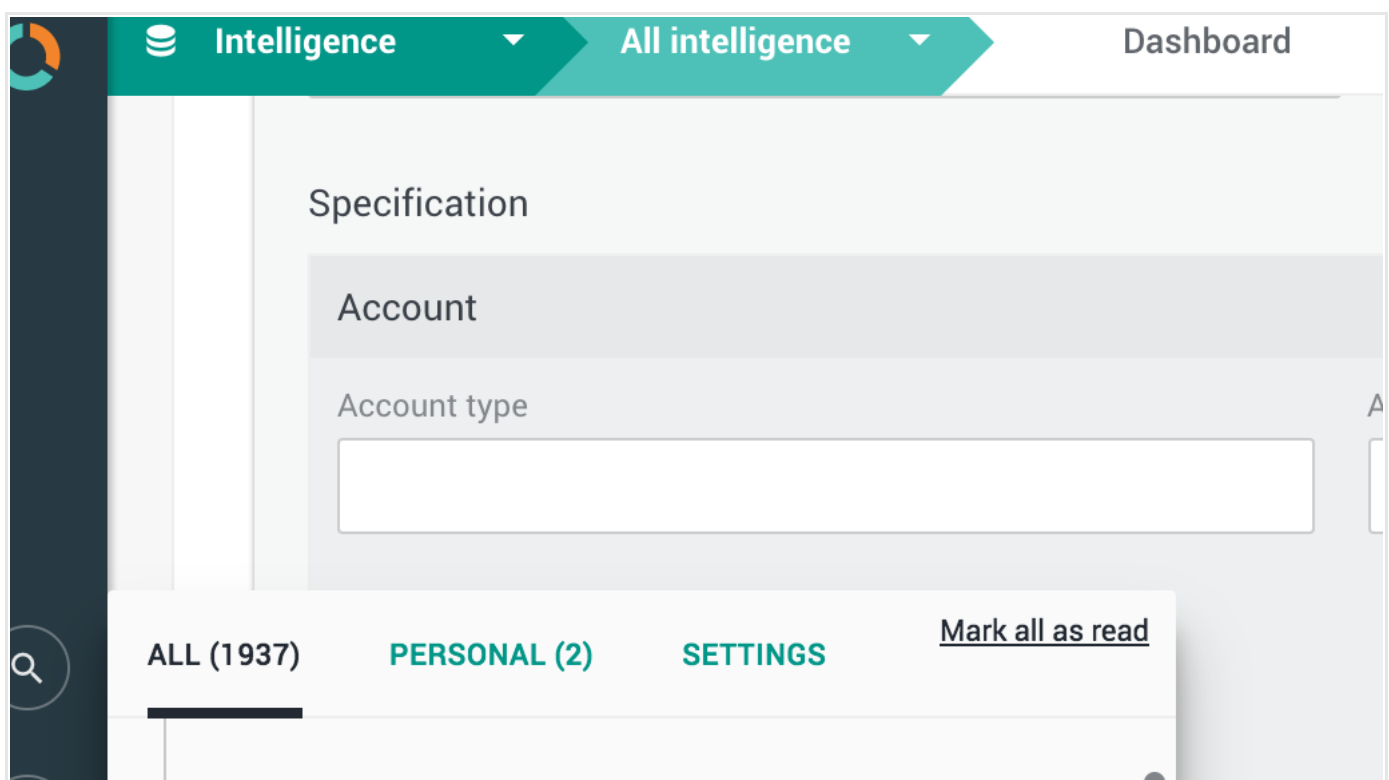 Intelligence All intelligence Dashboard
Specification
Account
Account type
A
ALL (1937) PERSONAL (2) SETTINGS Mark all as read